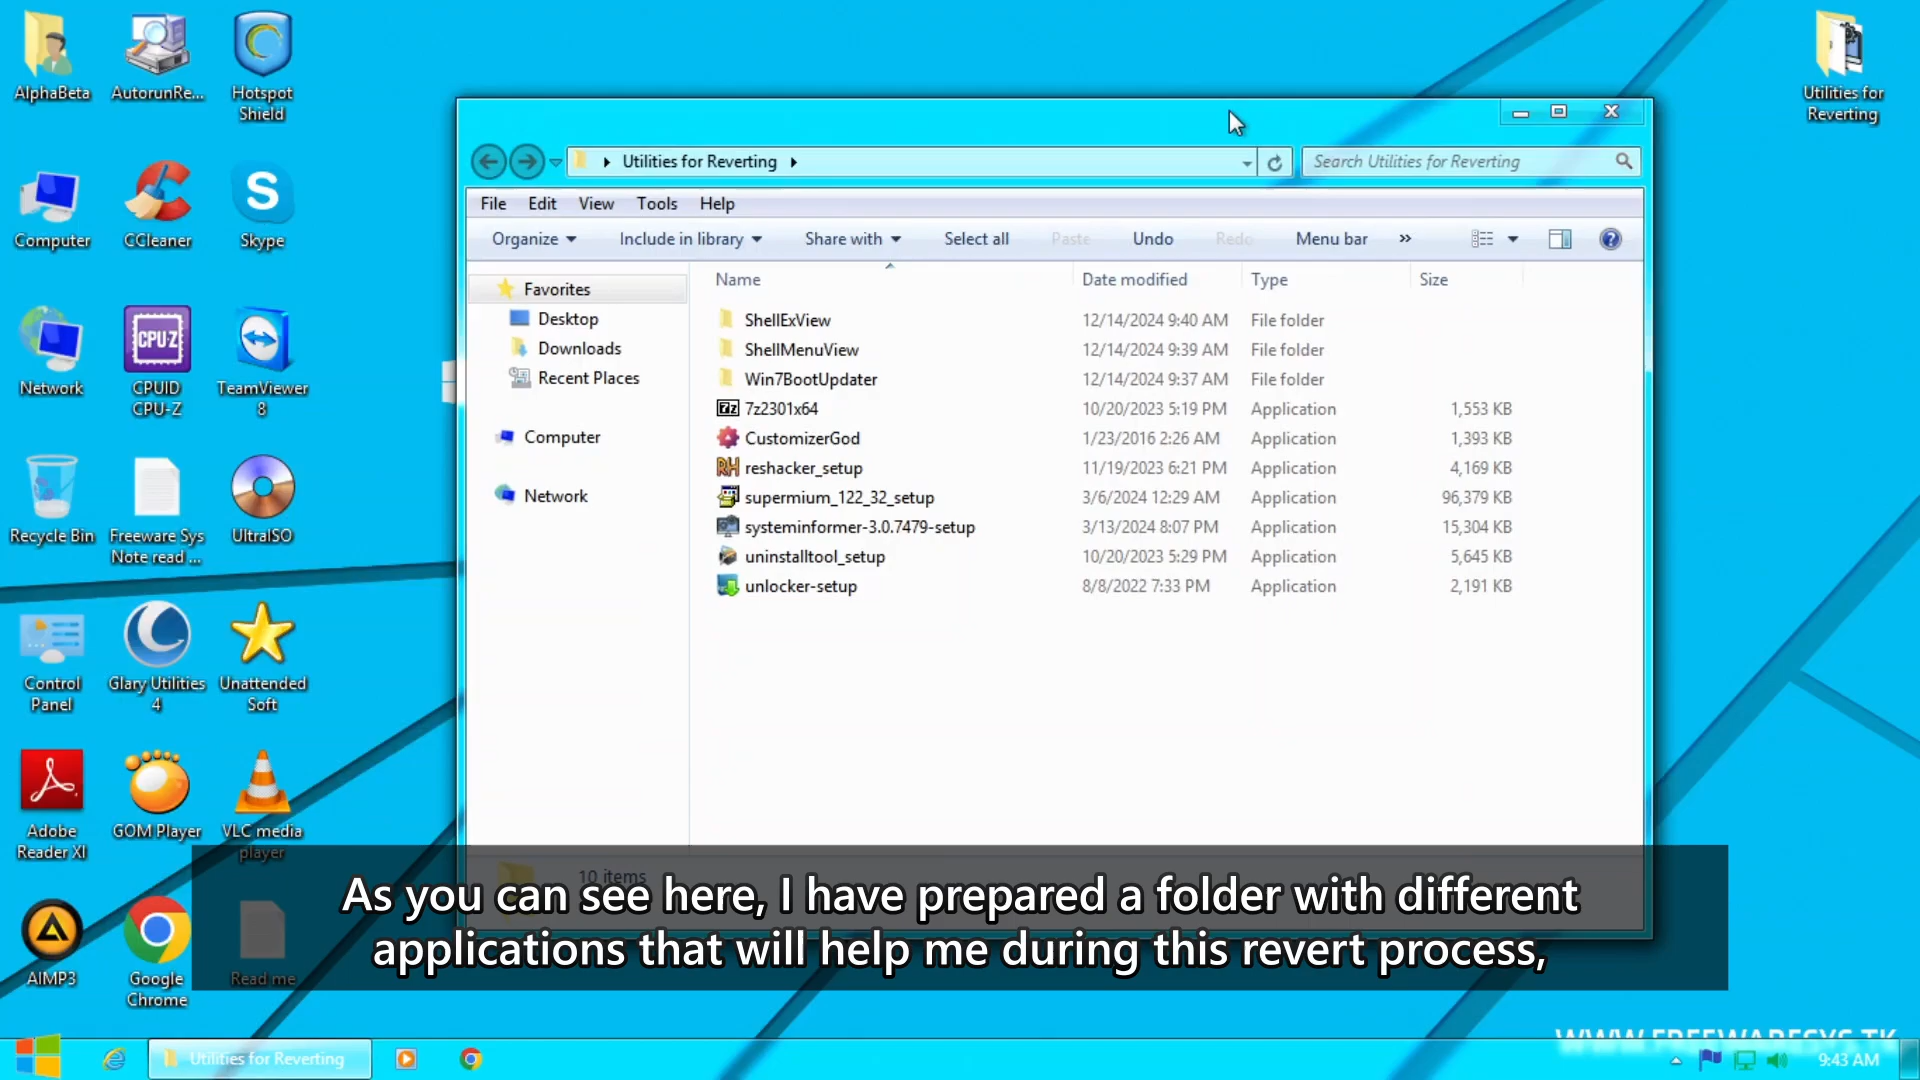 AlphaBeta
AutorunRe...
Hotspot
Shield
Computer
CCleaner
Skype
Network
CPU-Z
CPUID
CPU-Z
TeamViewer
8
Recycle Bin
Freeware Sys
Note read ...
UltraISO
Control
Panel
Glary Utilities
4
Unattended
Soft
Adobe
Reader XI
GOM Player
VLC media
player
AIMP3
Google
Chrome
Read me
Utilities for
Reverting
Utilities for Reverting
Search Utilities for Reverting
File Edit View Tools Help
Organize Include in library Share with Select all Paste Undo Redo Menu bar »
Favorites
Desktop
Downloads
Recent Places
Computer
Network
Name Date modified Type Size
ShellExView 12/14/2024 9:40 AM File folder
ShellMenuView 12/14/2024 9:39 AM File folder
Win7BootUpdater 12/14/2024 9:37 AM File folder
7z2301x64 10/20/2023 5:19 PM Application 1,553 KB
CustomizerGod 1/23/2016 2:26 AM Application 1,393 KB
reshacker_setup 11/19/2023 6:21 PM Application 4,169 KB
supermium_122_32_setup 3/6/2024 12:29 AM Application 96,379 KB
systeminformer-3.0.7479-setup 3/13/2024 8:07 PM Application 15,304 KB
uninstalltool_setup 10/20/2023 5:29 PM Application 5,645 KB
unlocker-setup 8/8/2022 7:33 PM Application 2,191 KB
10 items
As you can see here, I have prepared a folder with different
applications that will help me during this revert process,
WWW.FREEWARESYS.TK
Utilities for Reverting
9:43 AM